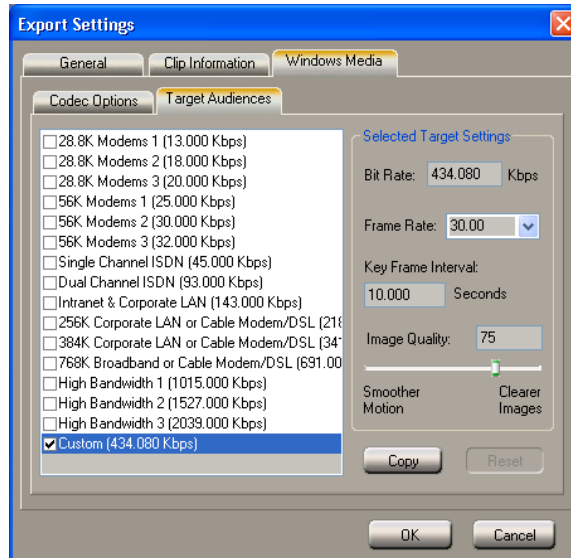 Export Settings
General Clip Information Windows Media
Codec Options Target Audiences
28.8K Modems 1 (13.000 Kbps)
28.8K Modems 2 (18.000 Kbps)
28.8K Modems 3 (20.000 Kbps)
56K Modems 1 (25.000 Kbps)
56K Modems 2 (30.000 Kbps)
56K Modems 3 (32.000 Kbps)
Single Channel ISDN (45.000 Kbps)
Dual Channel ISDN (93.000 Kbps)
Intranet & Corporate LAN (143.000 Kbps)
256K Corporate LAN or Cable Modem/DSL (218
384K Corporate LAN or Cable Modem/DSL (34
768K Broadband or Cable Modem/DSL (691.00
High Bandwidth 1 (1015.000 Kbps)
High Bandwidth 2 (1527.000 Kbps)
High Bandwidth 3 (2039.000 Kbps)
Custom (434.080 Kbps)
Selected Target Settings
Bit Rate: 434.080 Kbps
Frame Rate: 30.00
Key Frame Interval:
10.000 Seconds
Image Quality: 75
Smoother Motion
Clearer Images
Copy Reset
OK Cancel